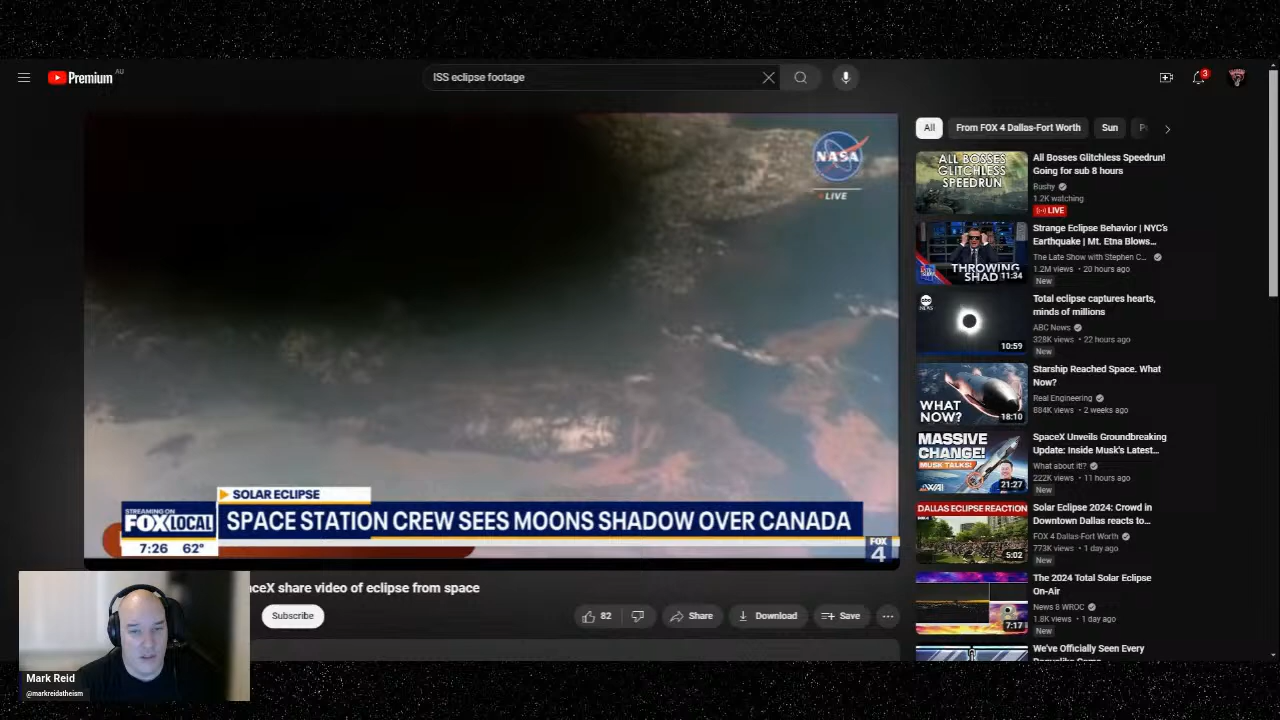 Premium
AU
ISS eclipse footage
3
NASA
LIVE
SOLAR ECLIPSE
STREAMING ON
FOX LOCAL
SPACE STATION CREW SEES MOONS SHADOW OVER CANADA
7:26 62°
FOX
4
aceX share video of eclipse from space
Subscribe
82
Share
Download
Save
Mark Reid
@markreidatheism
All
From FOX 4 Dallas-Fort Worth
Sun
ALL BOSSES
GLITCHLESS
SPEEDRUN
All Bosses Glitchless Speedrun!
Going for sub 8 hours
Bushy
1.2K watching
LIVE
THROWING
SHAD
11:34
Strange Eclipse Behavior | NYC's
Earthquake | Mt. Etna Blows...
The Late Show with Stephen C...
1.2M views • 20 hours ago
New
abc
NEWS
10:59
Total eclipse captures hearts,
minds of millions
ABC News
328K views • 22 hours ago
New
WHAT
NOW?
18:10
Starship Reached Space. What
Now?
Real Engineering
884K views • 2 weeks ago
MASSIVE
CHANGE!
MUSK TALKS!
21:27
SpaceX Unveils Groundbreaking
Update: Inside Musk's Latest...
What about it!?
222K views • 11 hours ago
New
DALLAS ECLIPSE REACTION
5:02
Solar Eclipse 2024: Crowd in
Downtown Dallas reacts to...
FOX 4 Dallas-Fort Worth
773K views • 1 day ago
New
7:17
The 2024 Total Solar Eclipse
On-Air
News 8 WROC
1.8K views • 1 day ago
New
We've Officially Seen Every